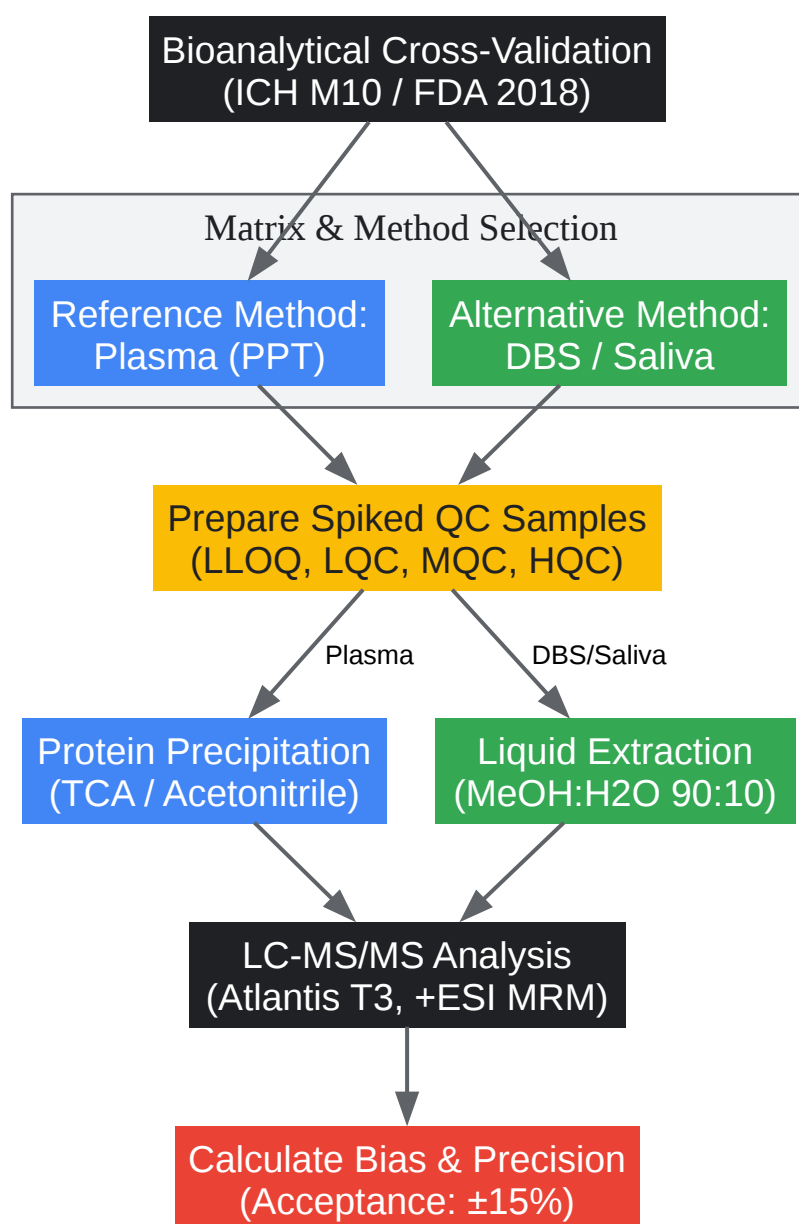 Bioanalytical Cross-Validation
(ICH M10 / FDA 2018)
Matrix & Method Selection
Reference Method:
Plasma (PPT)
Alternative Method:
DBS / Saliva
Prepare Spiked QC Samples
(LLOQ, LQC, MQC, HQC)
Plasma
DBS/Saliva
Protein Precipitation
(TCA / Acetonitrile)
Liquid Extraction
(MeOH:H2O 90:10)
LC-MS/MS Analysis
(Atlantis T3, +ESI MRM)
Calculate Bias & Precision
(Acceptance: ±15%)